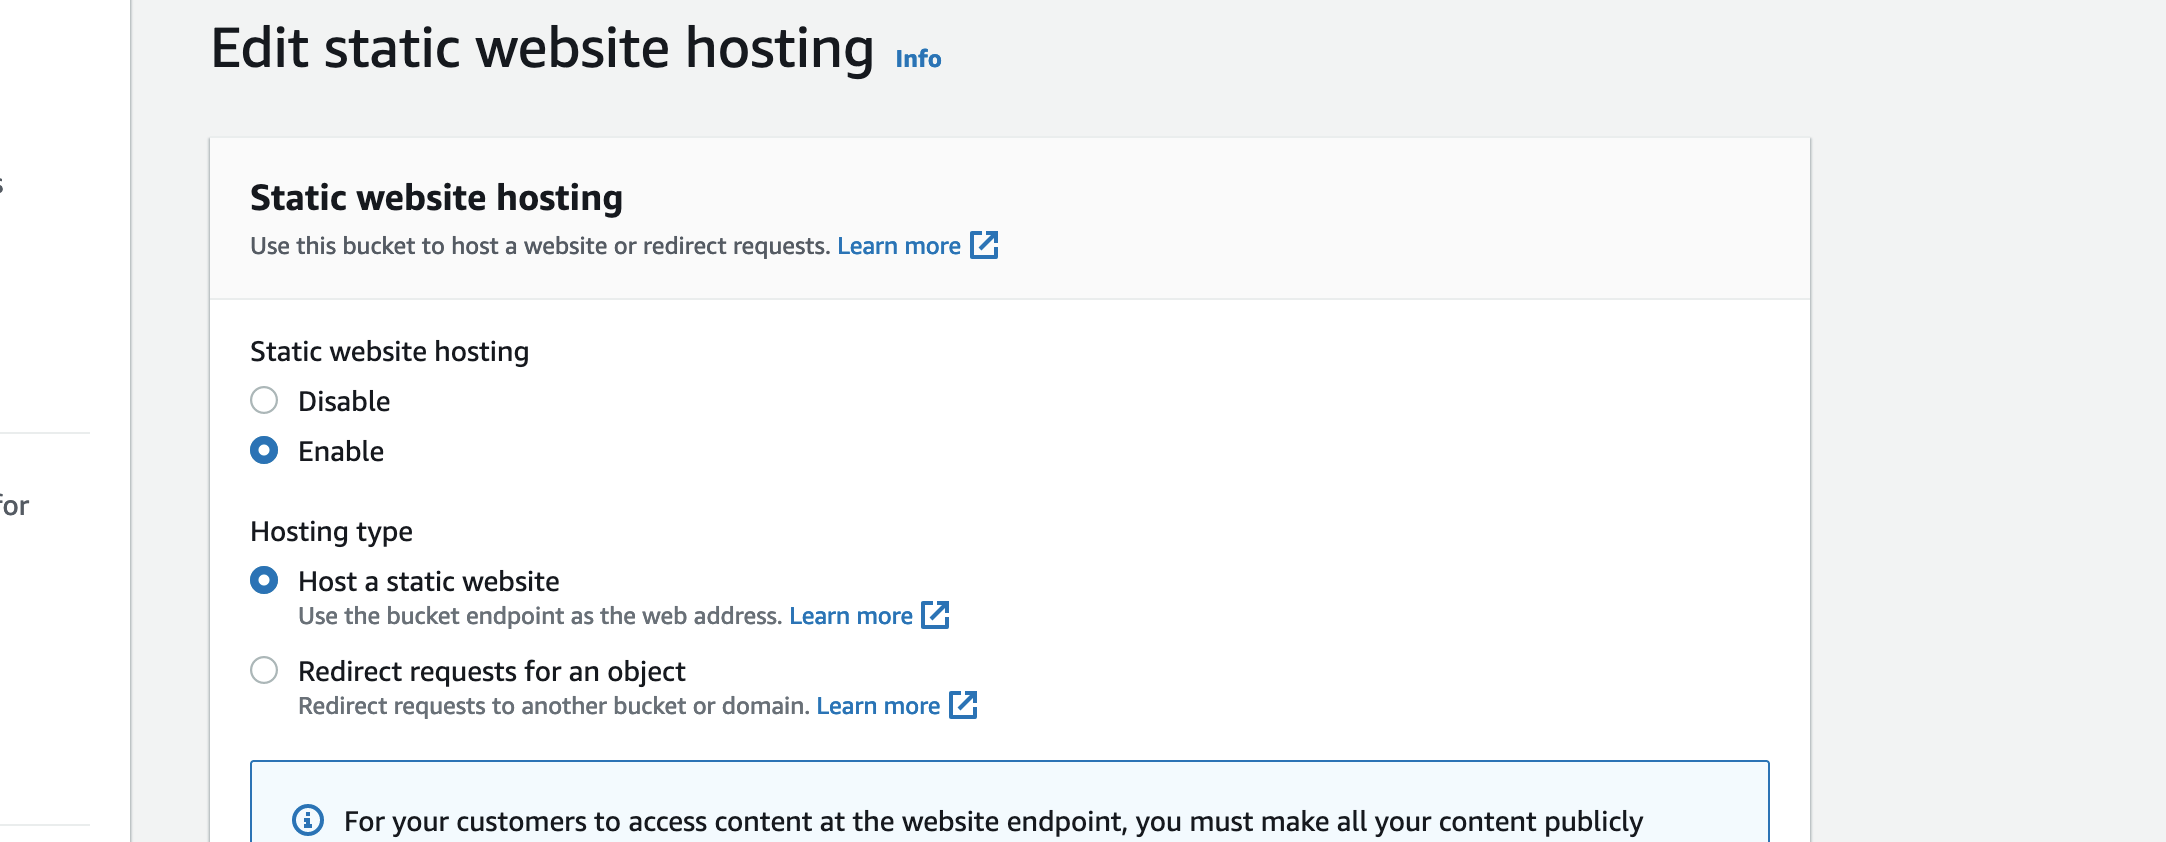 Edit static website hosting Info
Static website hosting
Use this bucket to host a website or redirect requests. Learn more
Static website hosting
Disable
Enable
for
Hosting type
Host a static website
Use the bucket endpoint as the web address. Learn more
Redirect requests for an object
Redirect requests to another bucket or domain. Learn more
For your customers to access content at the website endpoint, you must make all your content publicly